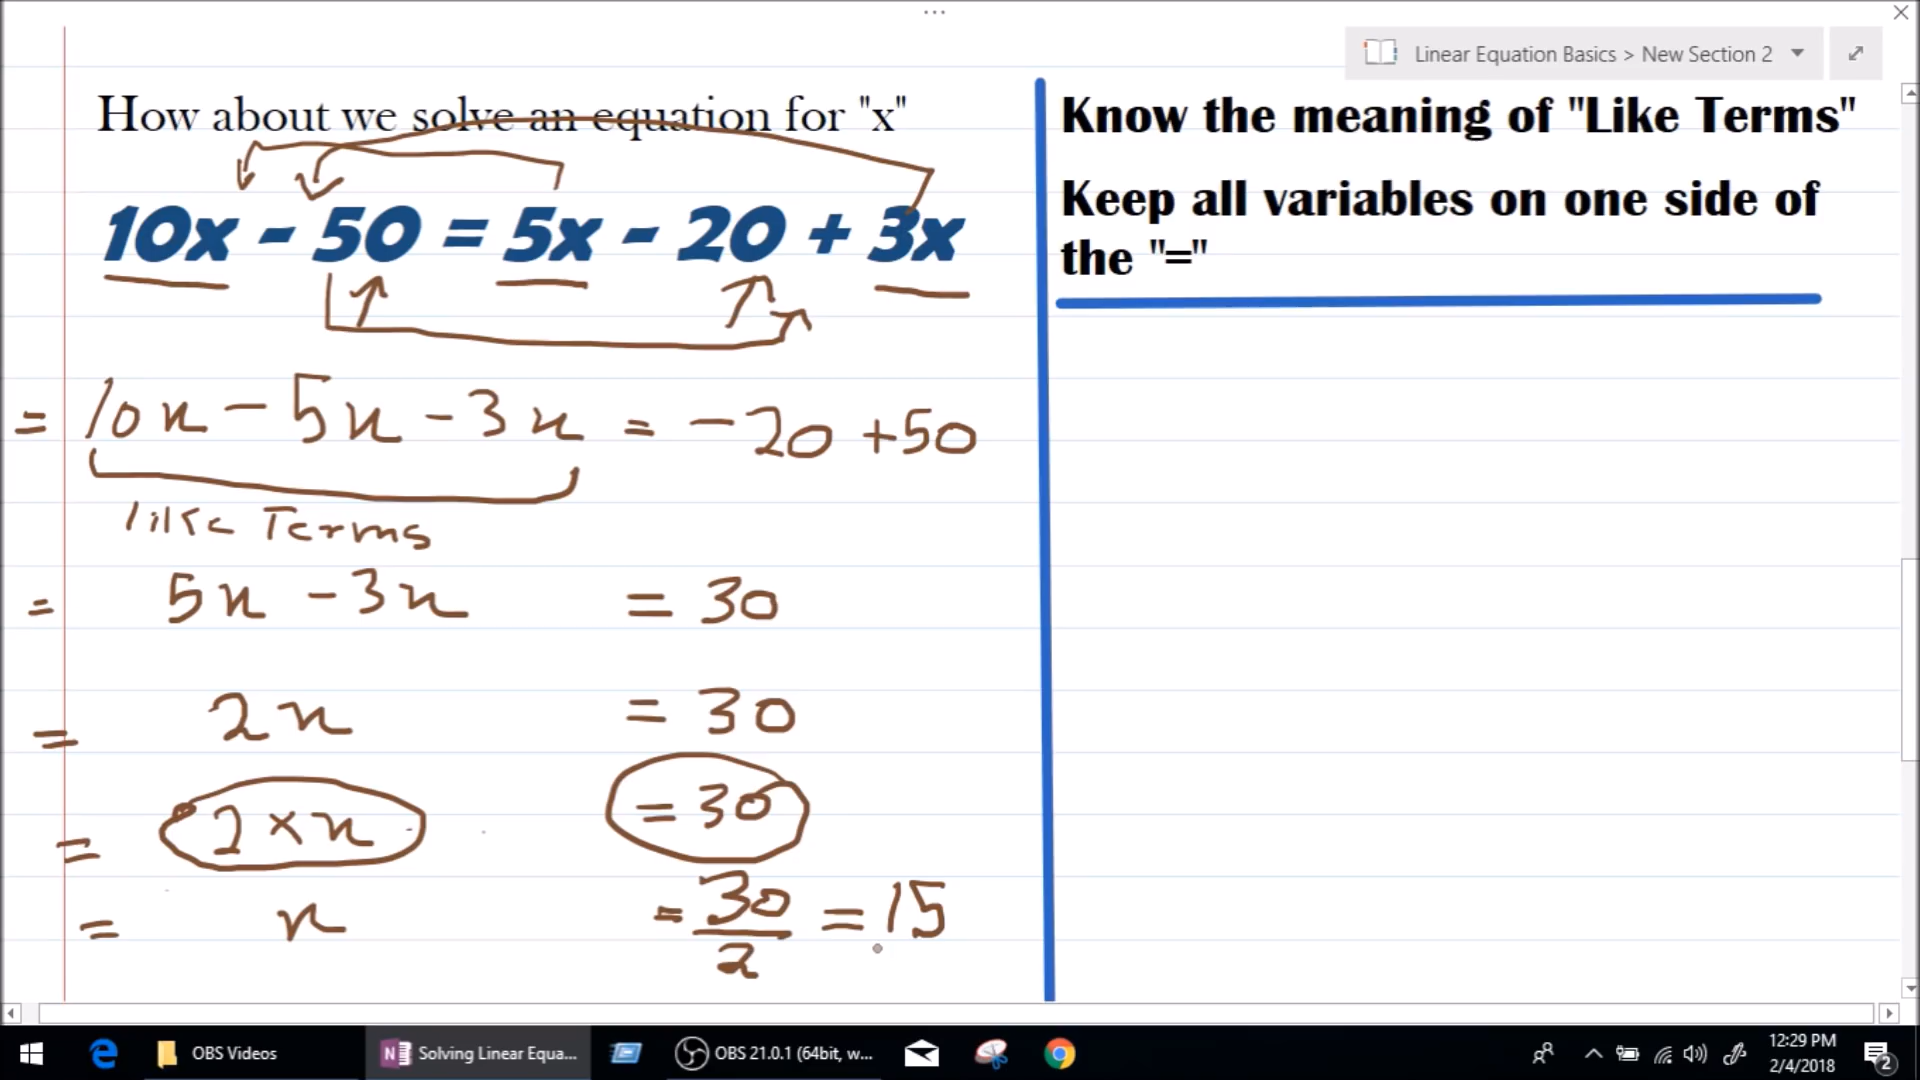 ...
Linear Equation Basics > New Section 2
How about we solve an equation for "x"
10x - 50 = 5x - 20 + 3x
= 10x - 5x - 3x = -20 +50
like Terms
= 5x - 3x = 30
= 2x = 30
= 2 × x = 30
= x = 30/2 = 15
Know the meaning of "Like Terms"
Keep all variables on one side of
the "="
OBS Videos
Solving Linear Equa...
OBS 21.0.1 (64bit, w...
12:29 PM
2/4/2018
2